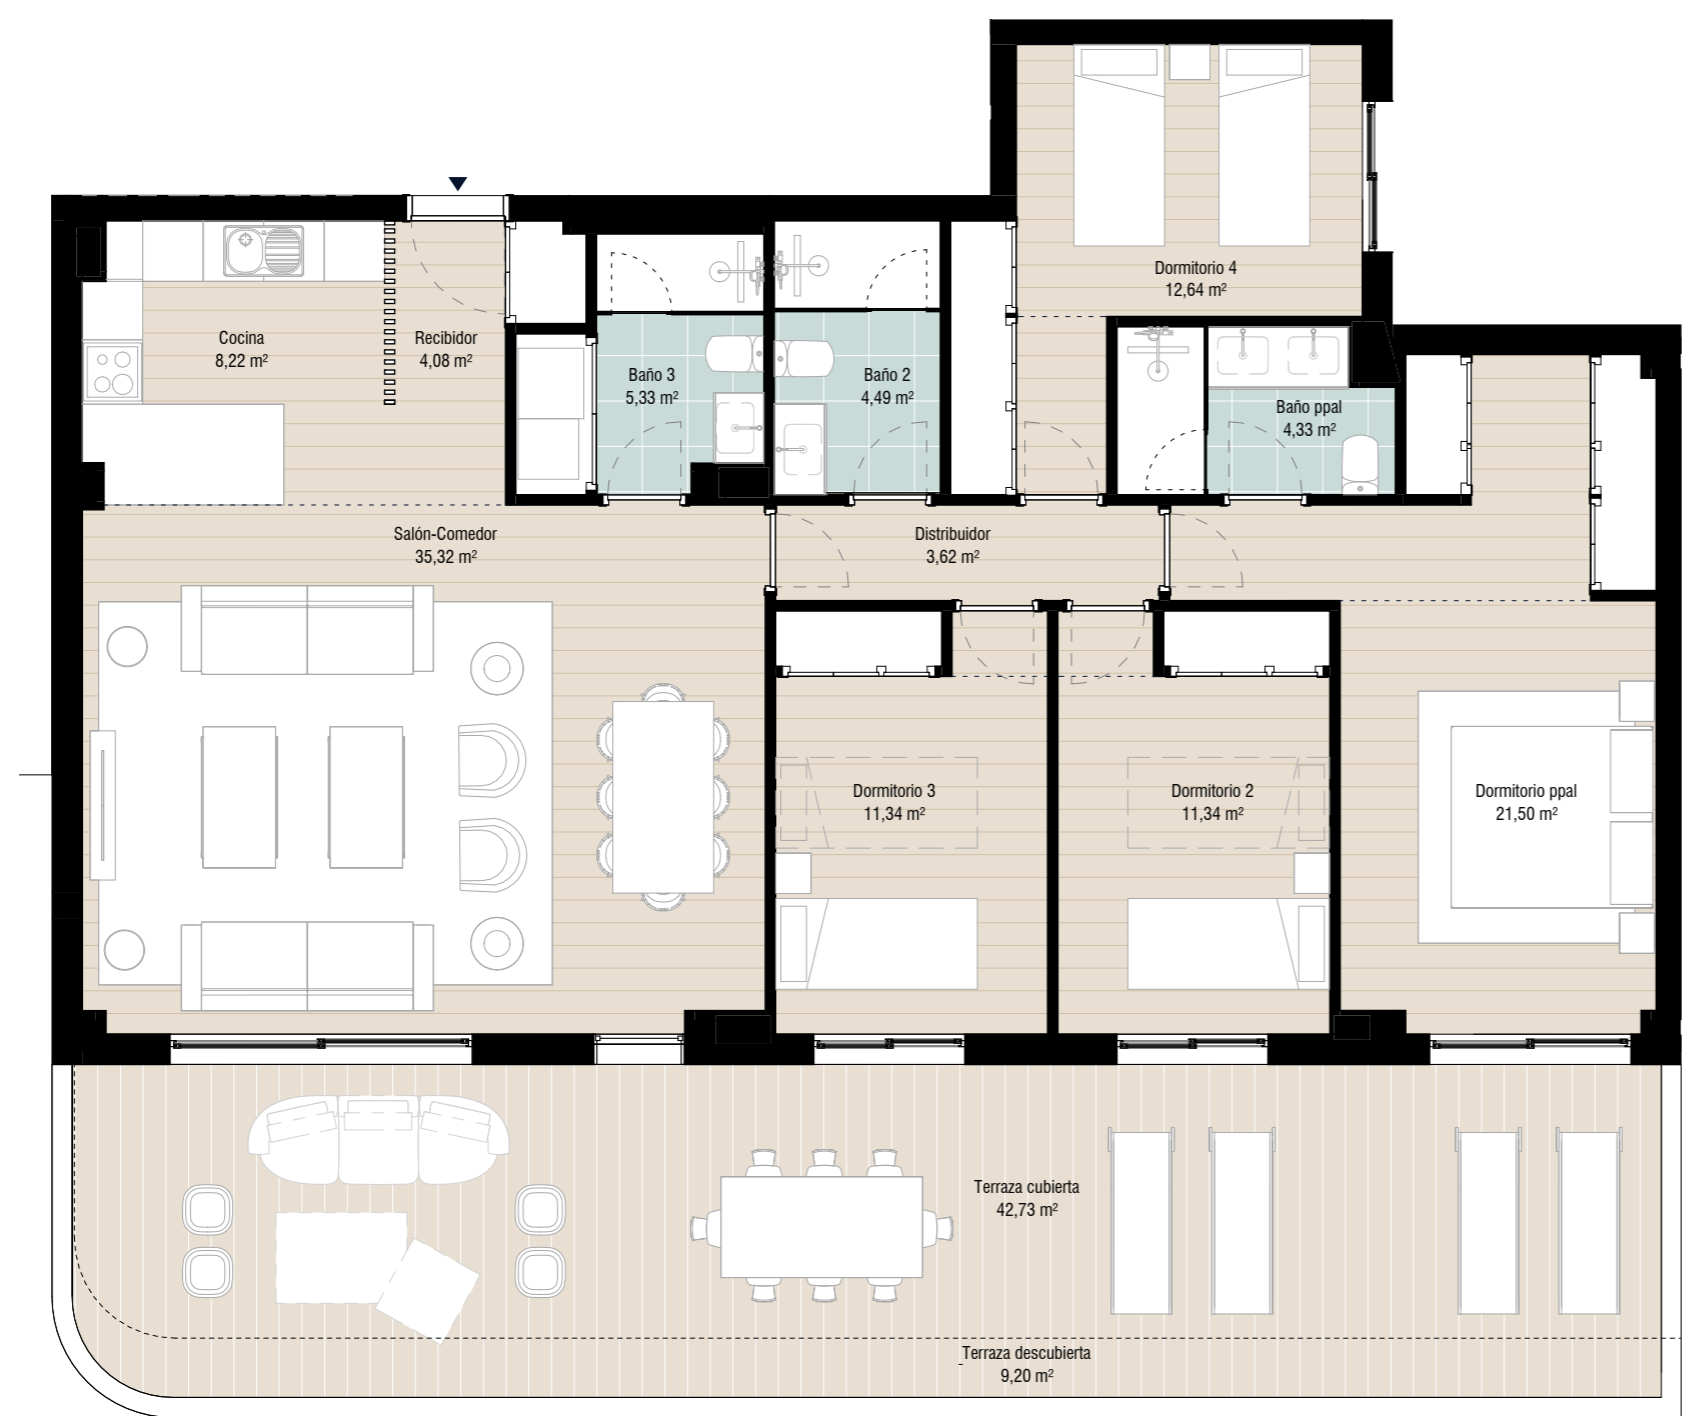 Dormitorio 4
12,64 m²
Cocina
8,22 m²
Recibidor
4,08 m²
Baño 3
5,33 m²
Baño 2
4,49 m²
Baño ppal
4,33 m²
Salón-Comedor
35,32 m²
Distribuidor
3,62 m²
Dormitorio 3
11,34 m²
Dormitorio 2
11,34 m²
Dormitorio ppal
21,50 m²
Terraza cubierta
42,73 m²
Terraza descubierta
9,20 m²